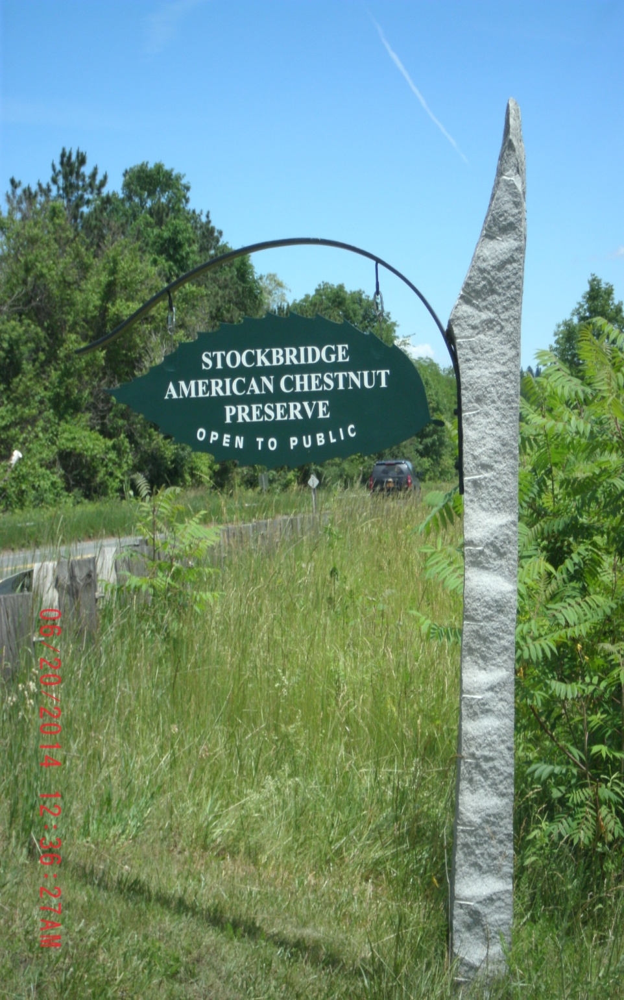 STOCKBRIDGE
AMERICAN CHESTNUT
PRESERVE
OPEN TO PUBLIC
06/20/2014 12:36:27AM